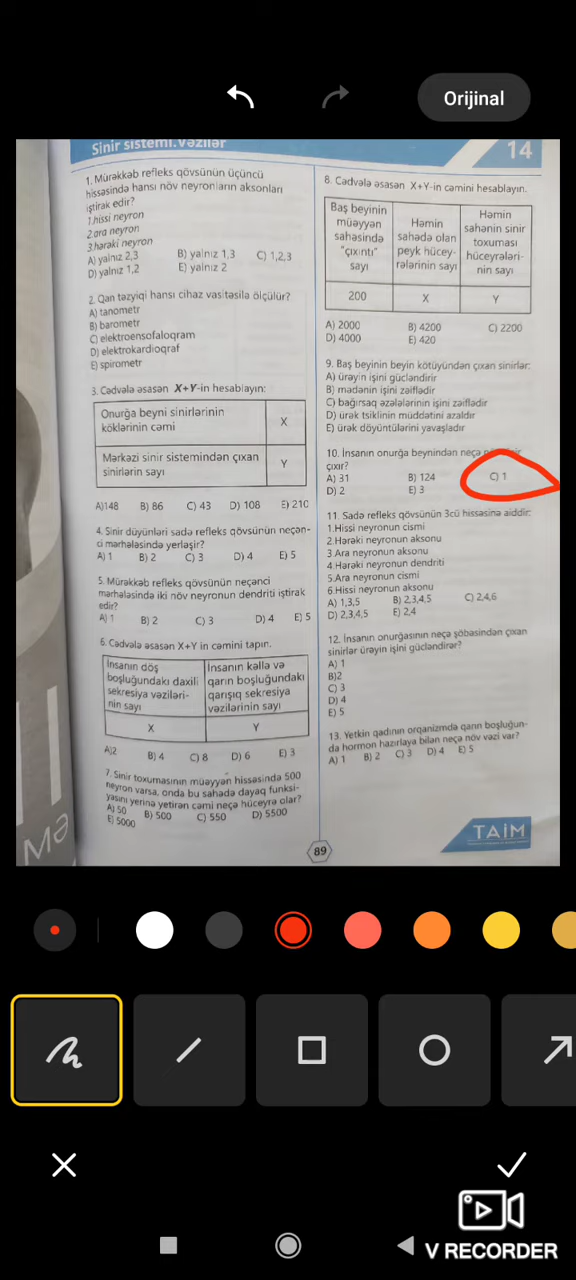 Orijinal
Sinir sistemi.Vəzilər
14
1. Mürəkkəb refleks qövsünün üçüncü
hissəsində hansı növ neyronların aksonları
iştirak edir?
1.hissi neyron
2.ara neyron
3.hərəki neyron
A) yalnız 2,3 B) yalnız 1,3 C) 1,2,3
D) yalnız 1,2 E) yalnız 2
2. Qan təzyiqi hansı cihaz vasitəsilə ölçülür?
A) tanometr
B) barometr
C) elektroensofaloqram
D) elektrokardioqraf
E) spirometr
3. Cədvələ əsasən X+Y-in hesablayın:
Onurğa beyni sinirlərinin
köklərinin cəmi
X
Mərkəzi sinir sistemindən çıxan
sinirlərin sayı
Y
A)148 B) 86 C) 43 D) 108 E) 210
4. Sinir düyünləri sadə refleks qövsünün neçən-
ci mərhələsində yerləşir?
A) 1 B) 2 C) 3 D) 4 E) 5
5. Mürəkkəb refleks qövsünün neçənci
mərhələsində iki növ neyronun dendriti iştirak
edir?
A) 1 B) 2 C) 3 D) 4 E) 5
6. Cədvələ əsasən X+Y in cəmini tapın.
İnsanın döş
boşluğundakı daxili
sekresiya vəziləri-
nin sayı
İnsanın kəllə və
qarın boşluğundakı
qarışıq sekresiya
vəzilərinin sayı
X
Y
A)2 B) 4 C) 8 D) 6 E) 3
7. Sinir toxumasının müəyyən hissəsində 500
neyron varsa, onda bu sahədə dayaq funksi-
yasını yerinə yetirən cəmi neçə hüceyrə olar?
A) 50 B) 500 C) 550 D) 5500
E) 5000
8. Cədvələ əsasən X+Y-in cəmini hesablayın.
Baş beyinin
müəyyən
sahəsində
"çıxıntı"
sayı
Həmin
sahədə olan
peyk hücey-
rələrinin sayı
Həmin
sahənin sinir
toxuması
hüceyrələri-
nin sayı
200
X
Y
A) 2000 B) 4200 C) 2200
D) 4000 E) 420
9. Baş beyinin beyin kötüyündən çıxan sinirlər:
A) ürəyin işini gücləndirir
B) mədənin işini zəiflədir
C) bağırsaq əzələlərinin işini zəiflədir
D) ürək tsiklinin müddətini azaldır
E) ürək döyüntülərini yavaşladır
10. İnsanın onurğa beynindən neçə
çıxır?
A) 31 B) 124 C) 1
D) 2 E) 3
11. Sadə refleks qövsünün 3cü hissəsinə aiddir:
1.Hissi neyronun cismi
2.Hərəki neyronun aksonu
3.Ara neyronun aksonu
4.Hərəki neyronun dendriti
5.Ara neyronun cismi
6.Hissi neyronun aksonu
A) 1,3,5 B) 2,3,4,5 C) 2,4,6
D) 2,3,4,5 E) 2,4
12. İnsanın onurğasının neçə şöbəsindən çıxan
sinirlər ürəyin işini gücləndirər?
A) 1
B)2
C) 3
D) 4
E) 5
13. Yetkin qadının orqanizmdə qarın boşluğun-
da hormon hazırlaya bilən neçə növ vəzi var?
A) 1 B) 2 C) 3 D) 4 E) 5
TAİM
89
MƏ
V RECORDER